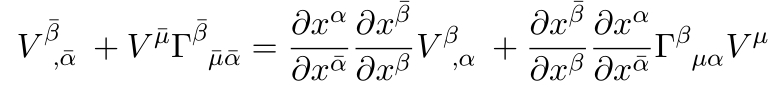 $V^{\bar{\beta}}{}_{,\bar{\alpha}} + V^{\bar{\mu}} \Gamma^{\bar{\beta}}{}_{\bar{\mu}\bar{\alpha}} = \frac{\partial x^{\alpha}}{\partial x^{\bar{\alpha}}} \frac{\partial x^{\bar{\beta}}}{\partial x^{\beta}} V^{\beta}{}_{,\alpha} + \frac{\partial x^{\bar{\beta}}}{\partial x^{\beta}} \frac{\partial x^{\alpha}}{\partial x^{\bar{\alpha}}} \Gamma^{\beta}{}_{\mu\alpha} V^{\mu}$